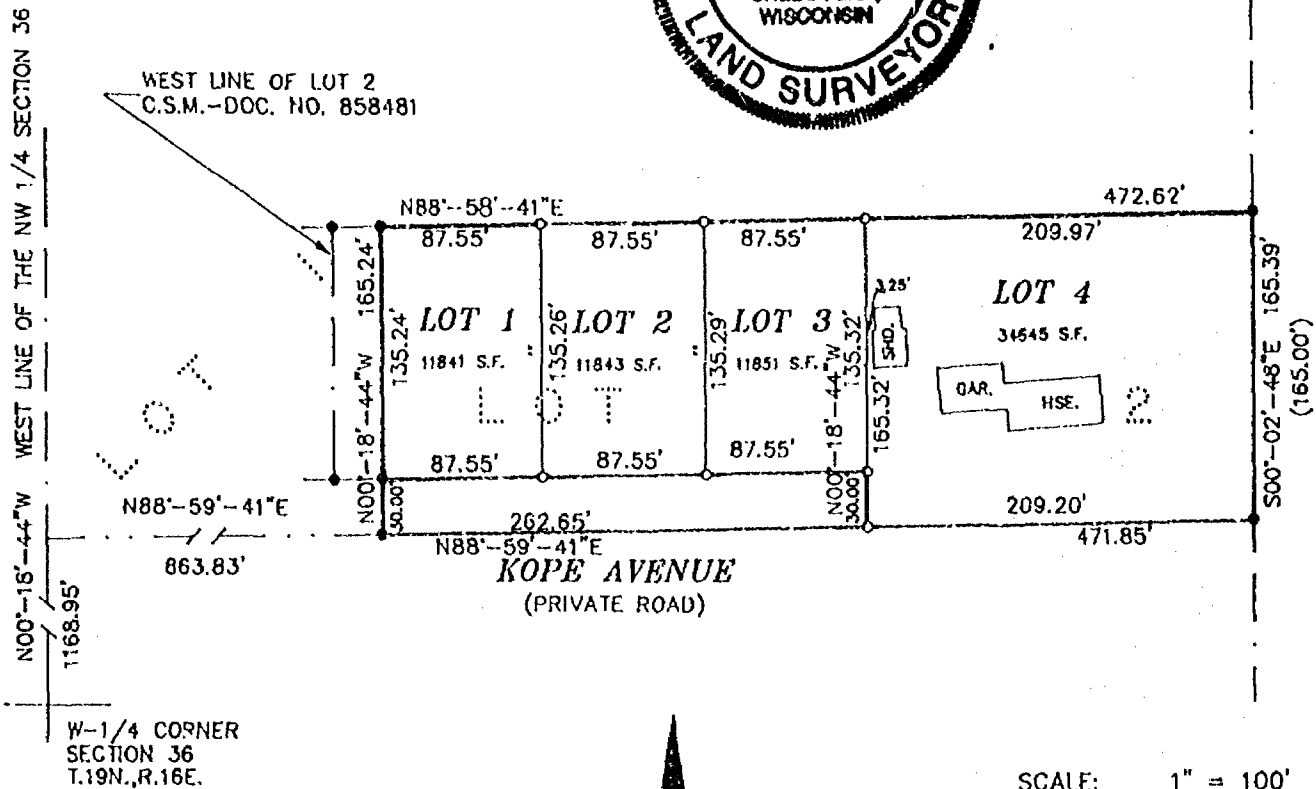 WISCONSIN
LAND SURVEYOR
WEST LINE OF LOT 2
C.S.M.-DOC. NO. 858481
N00°-18'-44"W WEST LINE OF THE NW 1/4 SECTION 36
1168.95'
LOT 1
N88°-58'-41"E
472.62'
87.55'
87.55'
87.55'
209.97'
165.24'
135.24'
N00°-18'-44"W
LOT 1
11841 S.F.
"
135.26'
LOT 2
11843 S.F.
"
135.29'
LOT 3
11851 S.F.
N00°-18'-44"W
135.32'
165.32'
3.25'
SHD.
LOT 4
34645 S.F.
GAR.
HSE.
LOT 2
S00°-02'-48"E 165.39'
(165.00')
87.55'
87.55'
87.55'
N88°-59'-41"E
863.83'
30.00'
262.65'
N88°-59'-41"E
30.00'
209.20'
471.85'
KOPE AVENUE
(PRIVATE ROAD)
W-1/4 CORNER
SECTION 36
T.19N.,R.16E.
SCALE: 1" = 100'